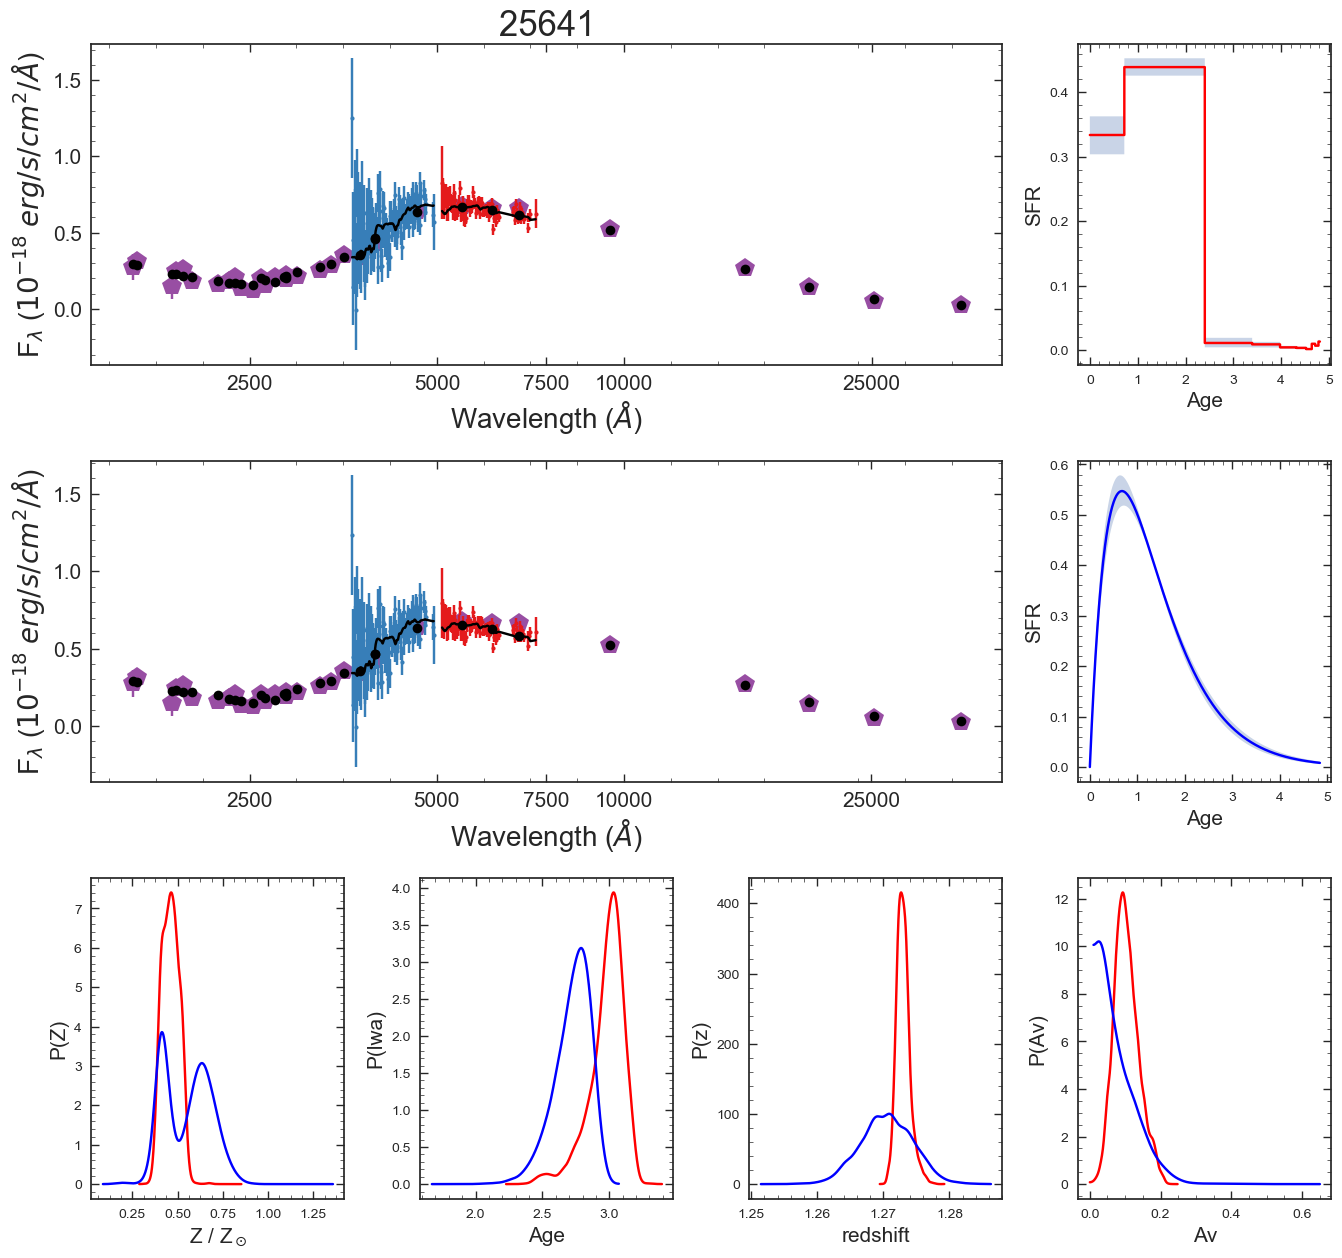 25641
F_λ (10^−18 erg/s/cm^2/Å)
1.5
1.0
0.5
0.0
2500 5000 7500 10000 25000
Wavelength (Å)
SFR
0.4
0.3
0.2
0.1
0.0
0 1 2 3 4 5
Age
F_λ (10^−18 erg/s/cm^2/Å)
1.5
1.0
0.5
0.0
2500 5000 7500 10000 25000
Wavelength (Å)
SFR
0.6
0.5
0.4
0.3
0.2
0.1
0.0
0 1 2 3 4 5
Age
P(Z)
7
6
5
4
3
2
1
0
0.25 0.50 0.75 1.00 1.25
Z / Z_⊙
P(lwa)
4.0
3.5
3.0
2.5
2.0
1.5
1.0
0.5
0.0
2.0 2.5 3.0
Age
P(z)
400
300
200
100
0
1.25 1.26 1.27 1.28
redshift
P(Av)
12
10
8
6
4
2
0
0.0 0.2 0.4 0.6
Av